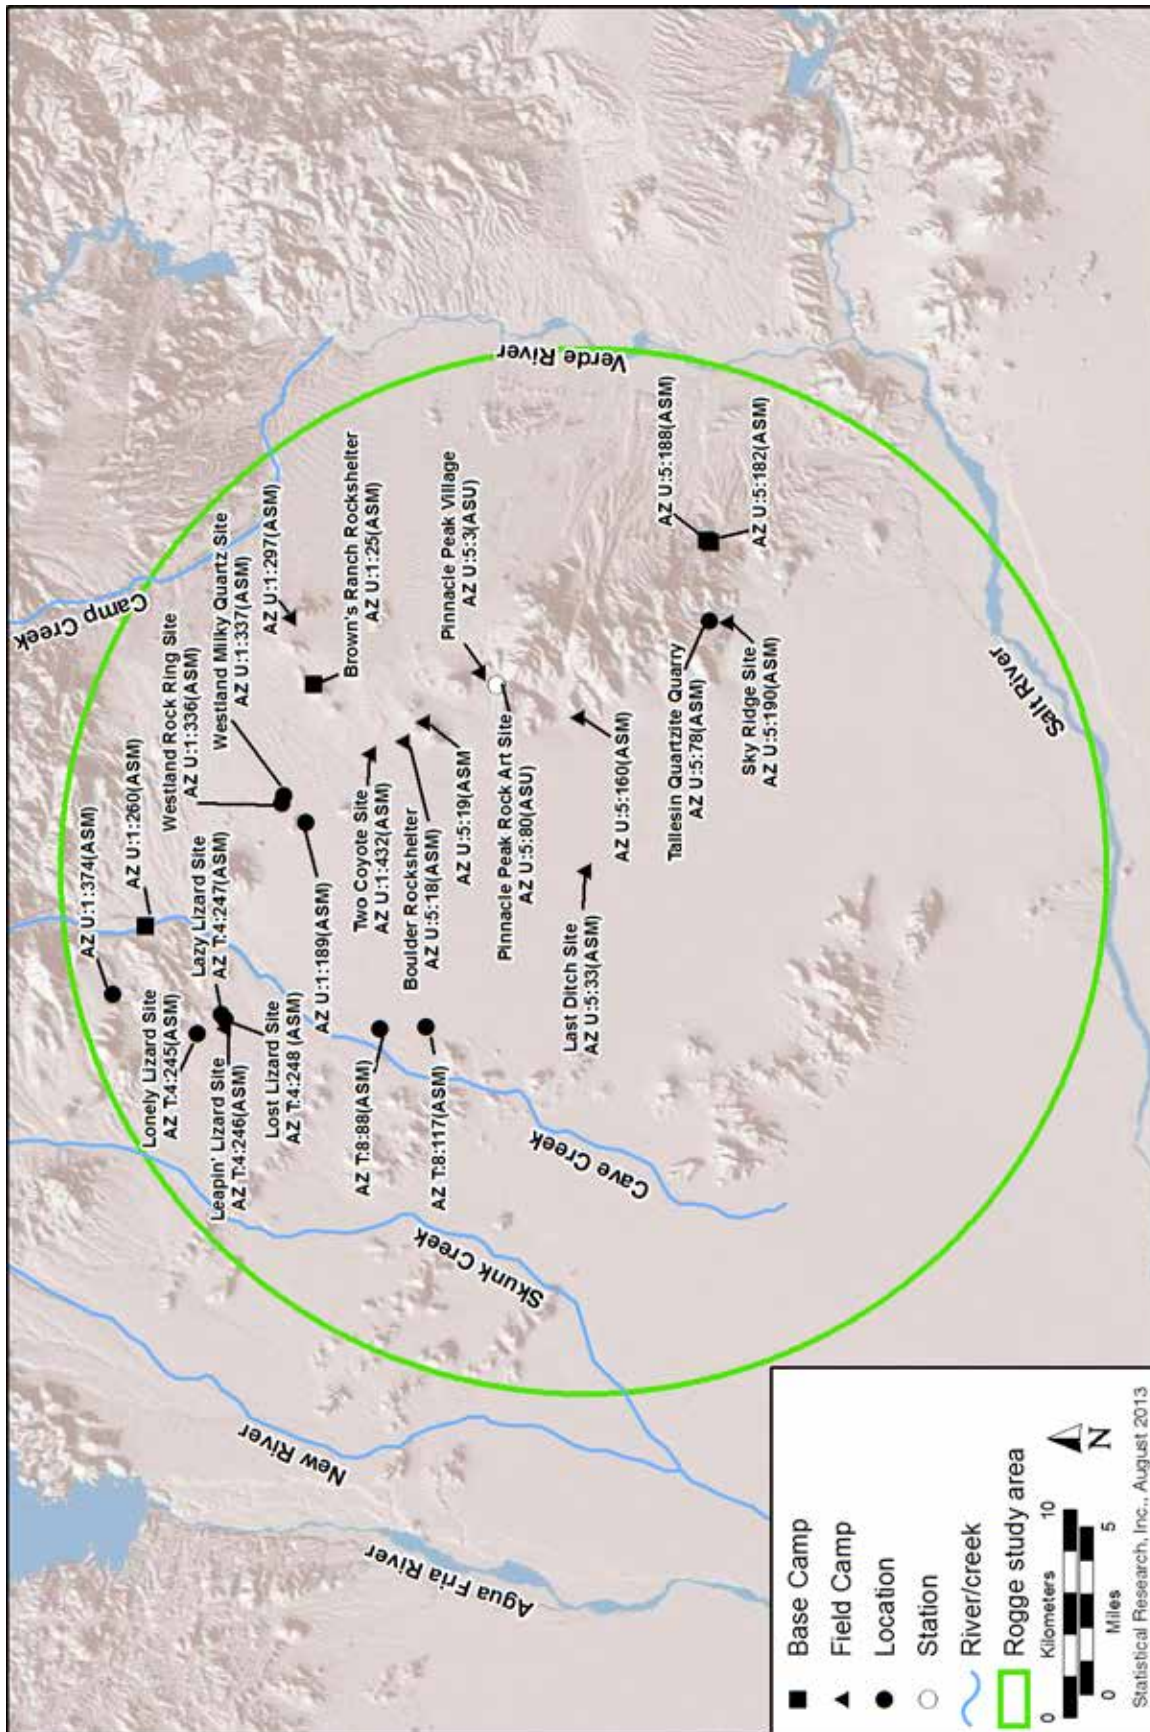 Camp Creek
AZ U:1:374(ASM)
AZ U:1:260(ASM)
Westland Rock Ring Site
AZ U:1:336(ASM)
Westland Milky Quartz Site
AZ U:1:337(ASM)
AZ U:1:297(ASM)
Lonely Lizard Site
AZ T:4:245(ASM)
Lazy Lizard Site
AZ T:4:247(ASM)
Leapin' Lizard Site
AZ T:4:246(ASM)
Lost Lizard Site
AZ T:4:248 (ASM)
AZ U:1:189(ASM)
Brown's Ranch Rockshelter
AZ U:1:25(ASM)
Two Coyote Site
AZ U:1:432(ASM)
AZ T:8:88(ASM)
Boulder Rockshelter
AZ U:5:18(ASM)
AZ T:8:117(ASM)
AZ U:5:19(ASM
Pinnacle Peak Village
AZ U:5:3(ASU)
Pinnacle Peak Rock Art Site
AZ U:5:80(ASU)
Verde River
New River
Skunk Creek
Cave Creek
Agua Fria River
Last Ditch Site
AZ U:5:33(ASM)
AZ U:5:160(ASM)
AZ U:5:188(ASM)
AZ U:5:182(ASM)
Taliesin Quartzite Quarry
AZ U:5:78(ASM)
Sky Ridge Site
AZ U:5:190(ASM)
Salt River
Base Camp
Field Camp
Location
Station
River/creek
Rogge study area
Kilometers
0 10
0 5
Miles
N
Statistical Research, Inc., August 2013